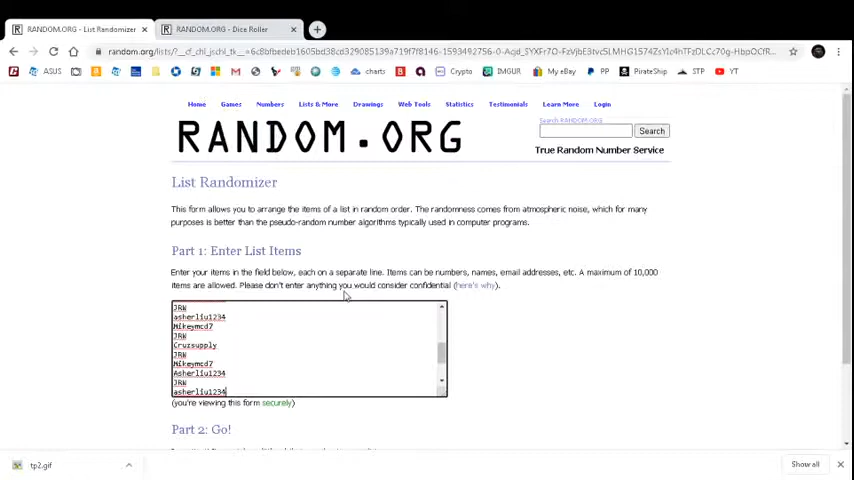 RANDOM.ORG - List Randomizer
RANDOM.ORG - Dice Roller
ASUS
charts
Crypto
IMGUR
My eBay
PP
PirateShip
STP
YT
Home Games Numbers Lists & More Drawings Web Tools Statistics Testimonials Learn More Login
Search RANDOM.ORG
RANDOM.ORG
Search
True Random Number Service
List Randomizer
This form allows you to arrange the items of a list in random order. The randomness comes from atmospheric noise, which for many
purposes is better than the pseudo-random number algorithms typically used in computer programs.
Part 1: Enter List Items
Enter your items in the field below, each on a separate line. Items can be numbers, names, email addresses, etc. A maximum of 10,000
items are allowed. Please don't enter anything you would consider confidential (here's why).
JRW
asherliu1234
Mikeymcd7
JRW
Cruzsupply
JRW
Mikeymcd7
Asherliu1234
JRW
asherliu1234
(you're viewing this form securely)
Part 2: Go!
tp2.gif
Show all